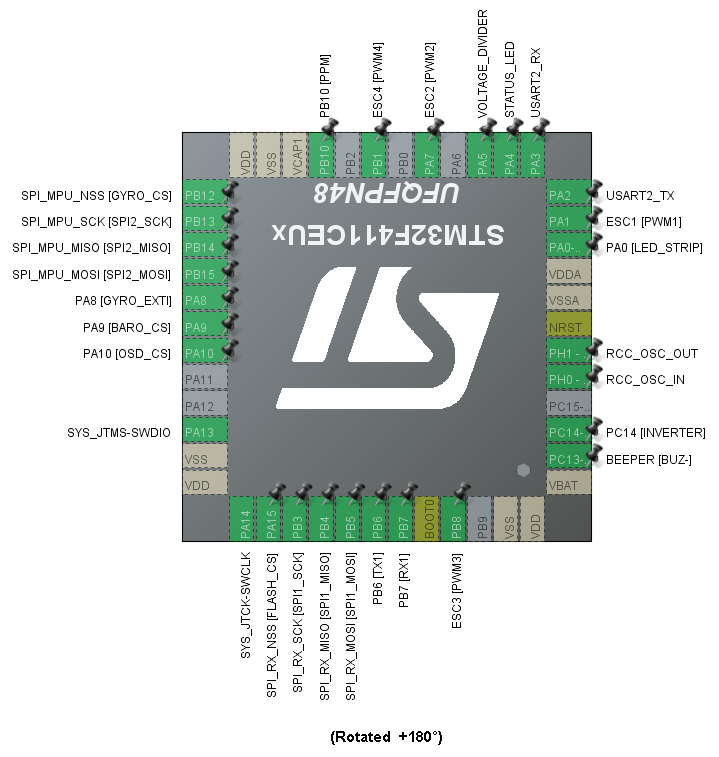 PB10 [PPM]
ESC4 [PWM4]
ESC2 [PWM2]
VOLTAGE_DIVIDER
STATUS_LED
USART2_RX
VDD
VSS
VCAP1
PB10
PB2
PB1
PB0
PA7
PA6
PA5
PA4
PA3
SPI_MPU_NSS [GYRO_CS]
PB12
SPI_MPU_SCK [SPI2_SCK]
PB13
SPI_MPU_MISO [SPI2_MISO]
PB14
SPI_MPU_MOSI [SPI2_MOSI]
PB15
PA8 [GYRO_EXTI]
PA8
PA9 [BARO_CS]
PA9
PA10 [OSD_CS]
PA10
PA11
PA12
SYS_JTMS-SWDIO
PA13
VSS
VDD
UFQFPN48
STM32F411CEUx
PA2
USART2_TX
PA1
ESC1 [PWM1]
PA0-..
PA0 [LED_STRIP]
VDDA
VSSA
NRST
PH1 -..
RCC_OSC_OUT
PH0 -..
RCC_OSC_IN
PC15-..
PC14-..
PC14 [INVERTER]
PC13-..
BEEPER [BUZ-]
VBAT
PA14
PA15
PB3
PB4
PB5
PB6
PB7
BOOT0
PB8
PB9
VSS
VDD
SYS_JTCK-SWCLK
SPI_RX_NSS [FLASH_CS]
SPI_RX_SCK [SPI1_SCK]
SPI_RX_MISO [SPI1_MISO]
SPI_RX_MOSI [SPI1_MOSI]
PB6 [TX1]
PB7 [RX1]
ESC3 [PWM3]
(Rotated +180°)